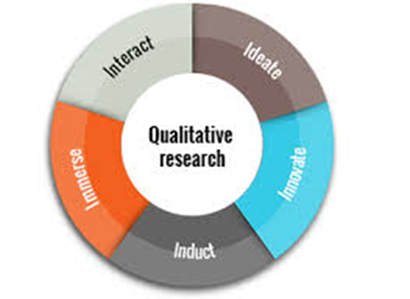 Interact
Ideate
Qualitative
research
Immerse
Innovate
Induct